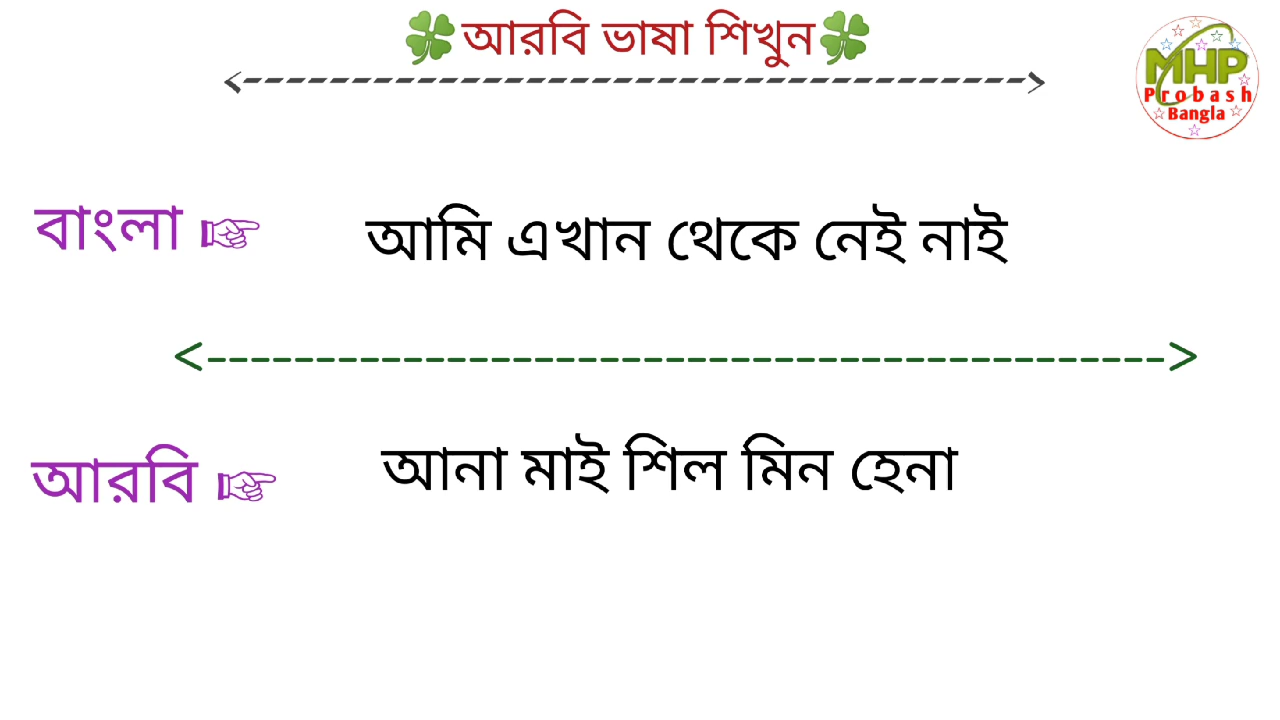 🍀আরবি ভাষা শিখুন🍀
<--------------------------------------------->
MHP
Probash
Bangla
বাংলা ☞ আমি এখান থেকে নেই নাই
<--------------------------------------------->
আরবি ☞ আনা মাই শিল মিন হেনা